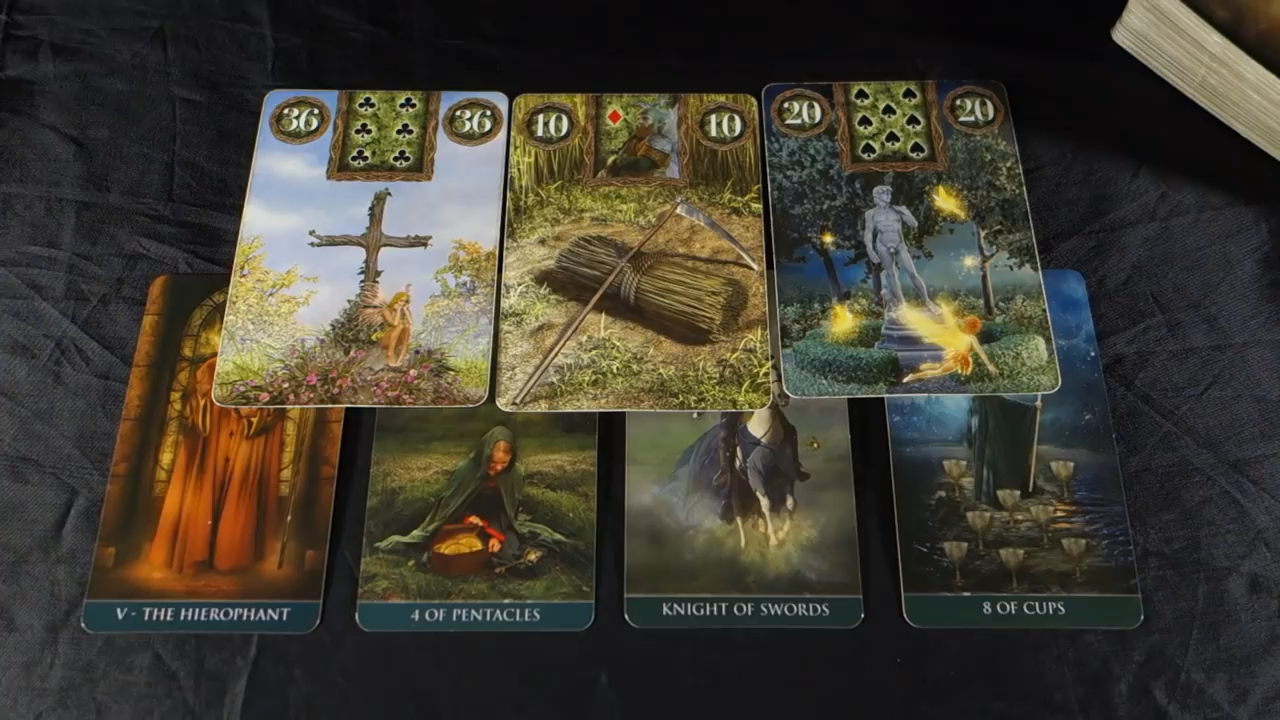 36 36
10 10
20 20
V - THE HIEROPHANT
4 OF PENTACLES
KNIGHT OF SWORDS
8 OF CUPS